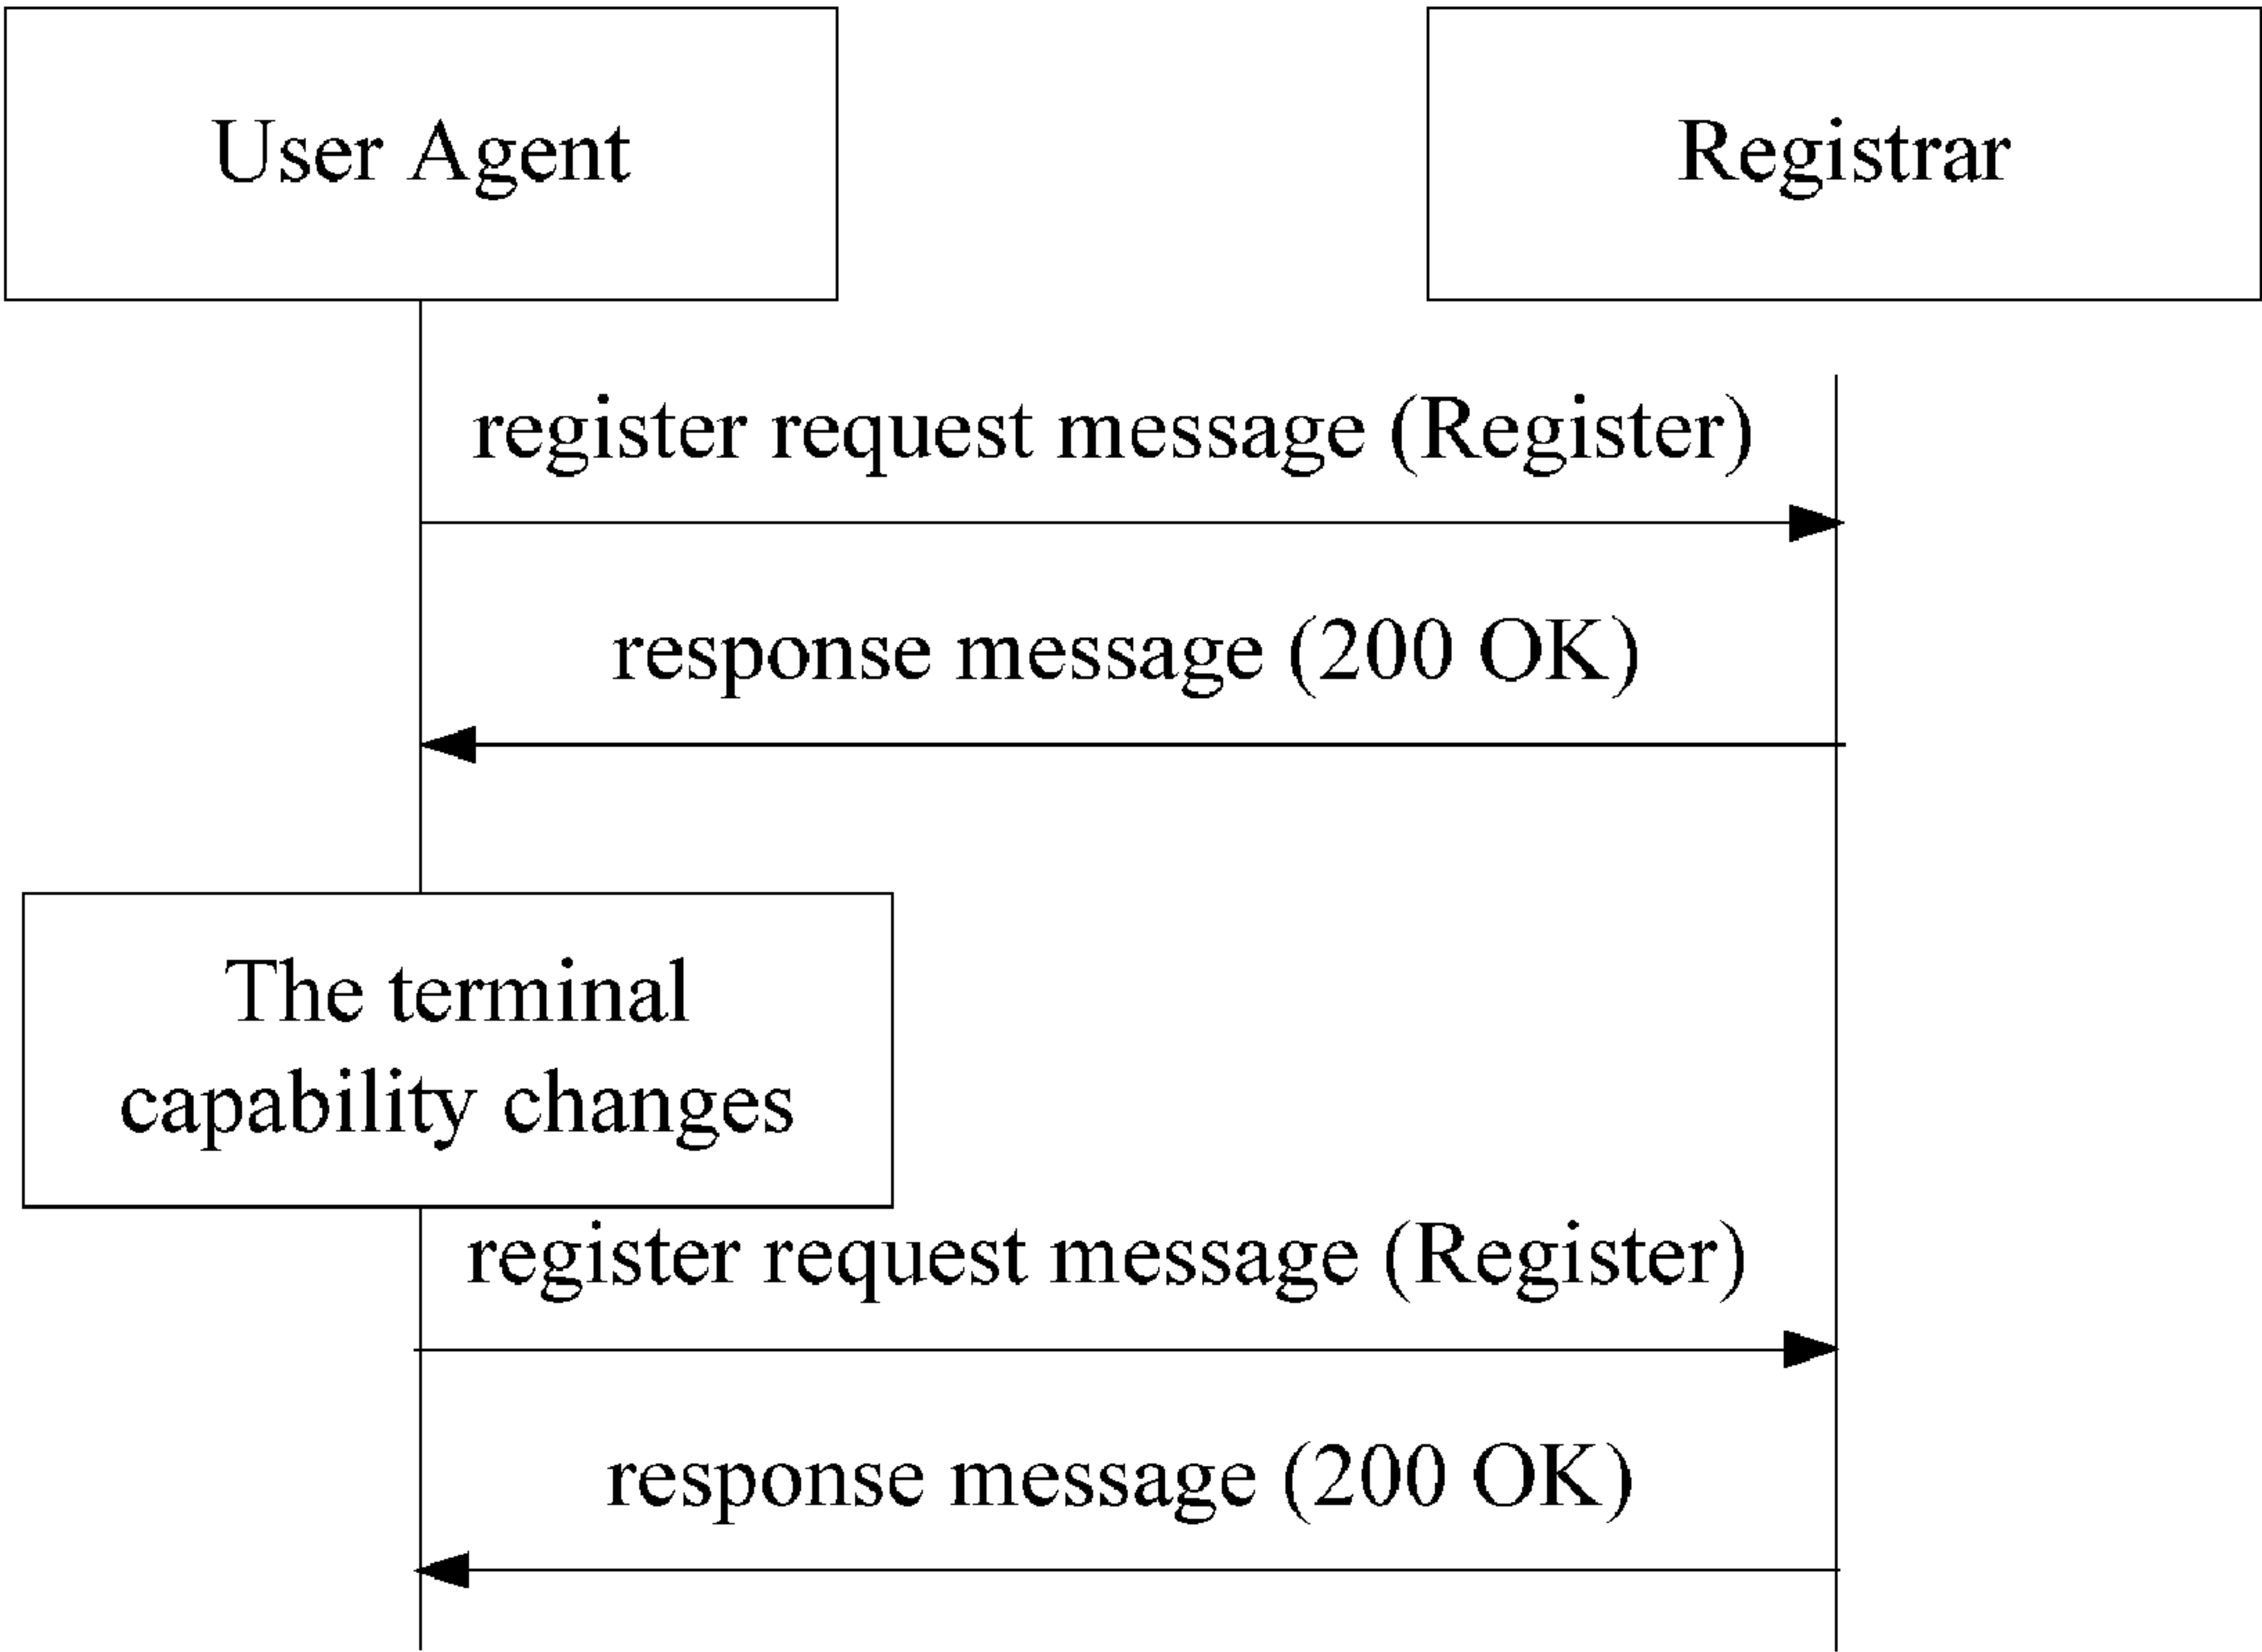 User Agent
Registrar
register request message (Register)
response message (200 OK)
The terminal
capability changes
register request message (Register)
response message (200 OK)